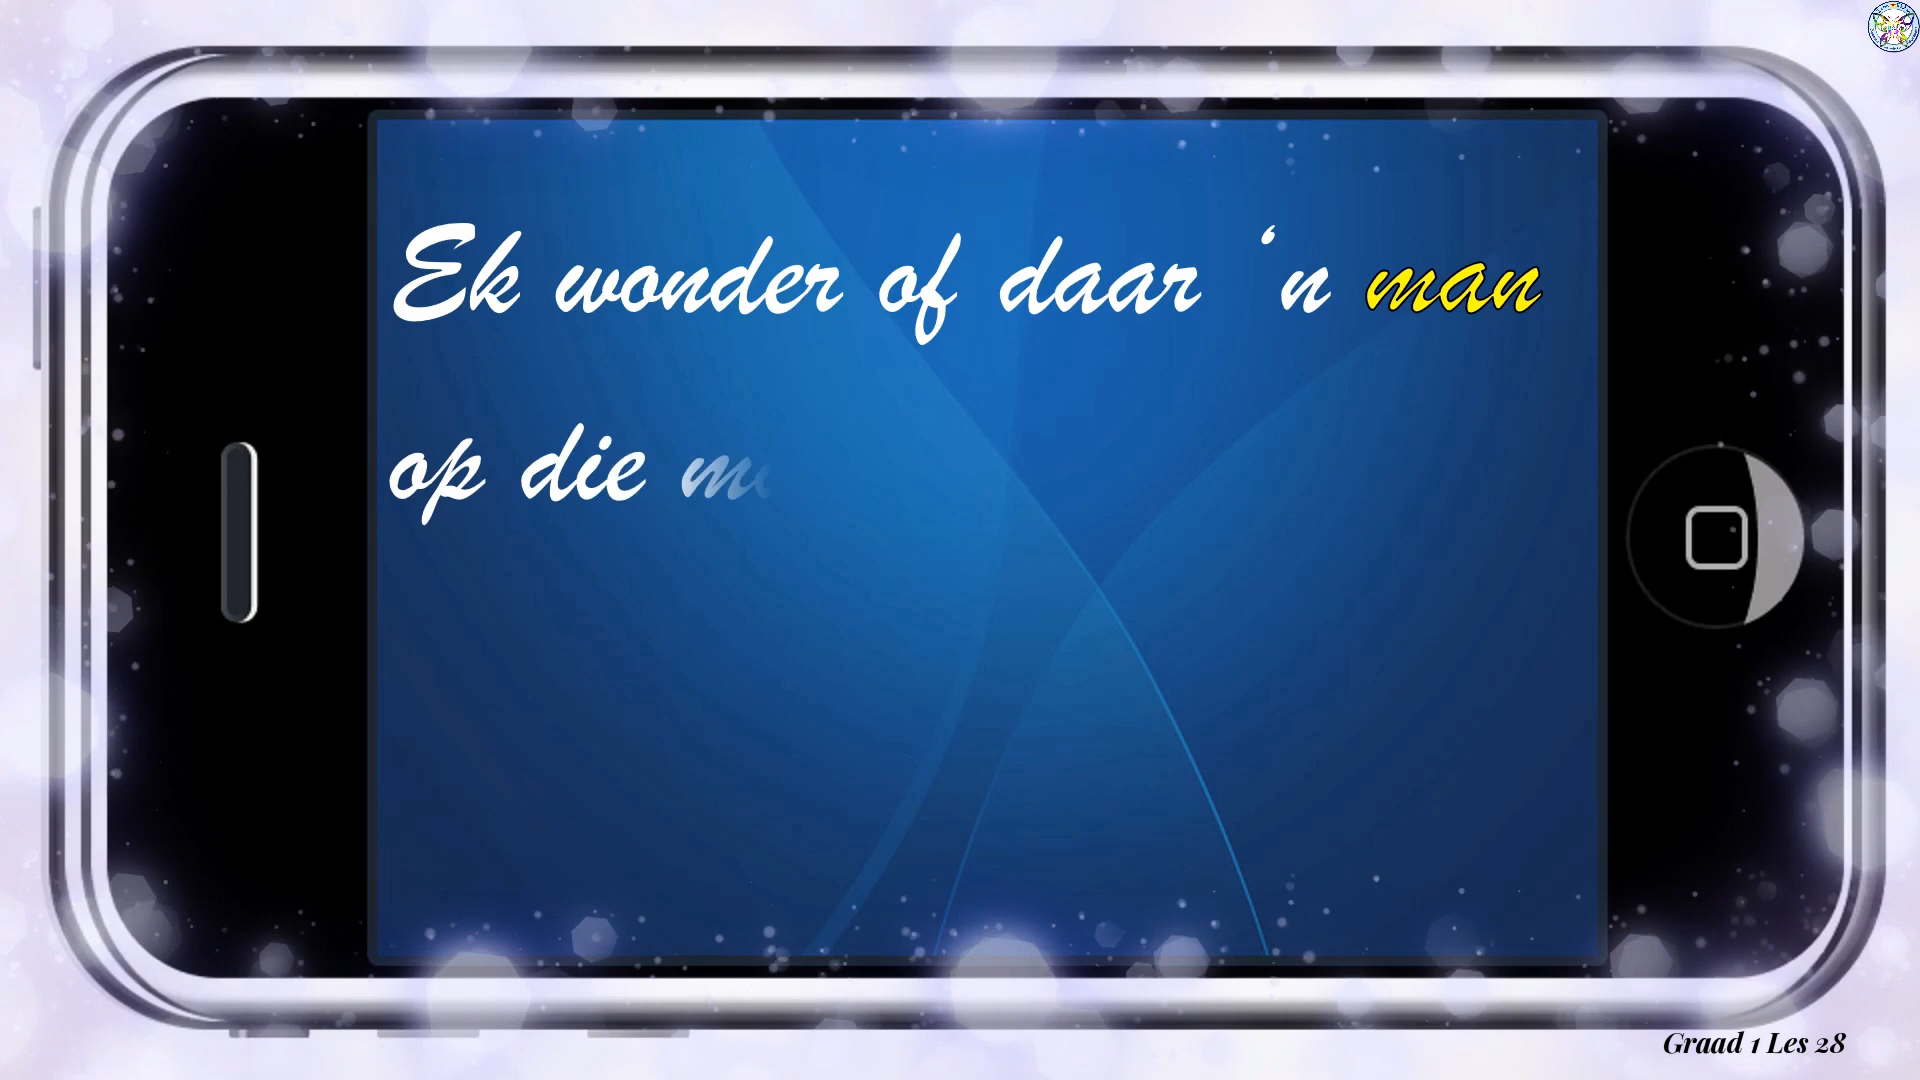 Ek wonder of daar ‘n man
op die
Graad 1 Les 28